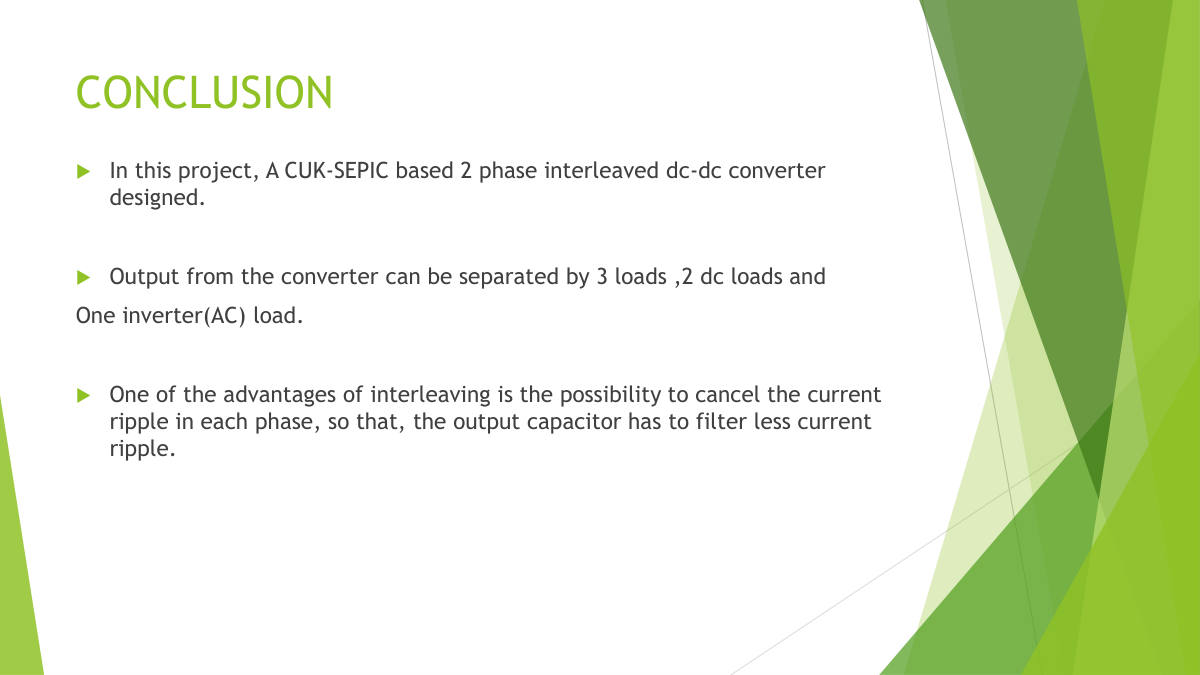 CONCLUSION
In this project, A CUK-SEPIC based 2 phase interleaved dc-dc converter
designed.
Output from the converter can be separated by 3 loads ,2 dc loads and
One inverter(AC) load.
One of the advantages of interleaving is the possibility to cancel the current
ripple in each phase, so that, the output capacitor has to filter less current
ripple.